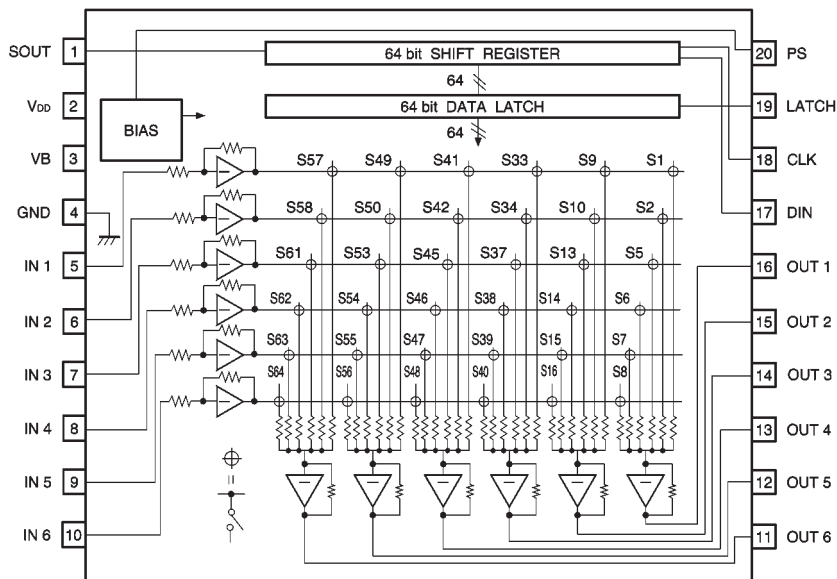 SOUT 1
64 bit SHIFT REGISTER
20 PS
64
VDD 2
64 bit DATA LATCH
19 LATCH
BIAS
64
VB 3
18 CLK
S57 S49 S41 S33 S9 S1
GND 4
17 DIN
S58 S50 S42 S34 S10 S2
IN 1 5
S61 S53 S45 S37 S13 S5
16 OUT 1
IN 2 6
S62 S54 S46 S38 S14 S6
15 OUT 2
S63 S55 S47 S39 S15 S7
IN 3 7
S64 S56 S48 S40 S16 S8
14 OUT 3
IN 4 8
13 OUT 4
IN 5 9
12 OUT 5
IN 6 10
11 OUT 6